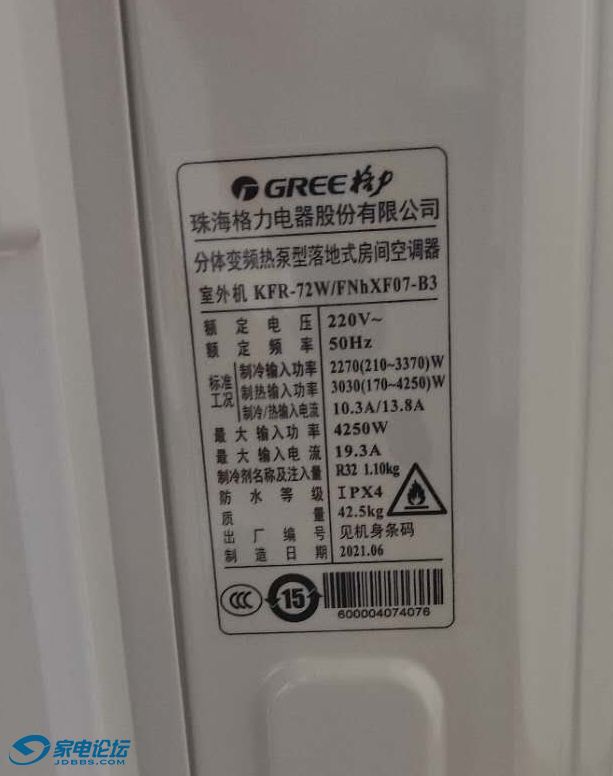 GREE格力
珠海格力电器股份有限公司
分体变频热泵型落地式房间空调器
室外机 KFR-72W/FNhXF07-B3
额定电压 220V~
额定频率 50Hz
标准工况 制冷输入功率 2270(210~3370)W
制热输入功率 3030(170~4250)W
制冷/热输入电流 10.3A/13.8A
最大输入功率 4250W
最大输入电流 19.3A
制冷剂名称及注入量 R32 1.10kg
防水等级 IPX4
质量 42.5kg
出厂编号 见机身条码
制造日期 2021.06
CCC 15
600004074076
家电论坛
JDBBS.COM